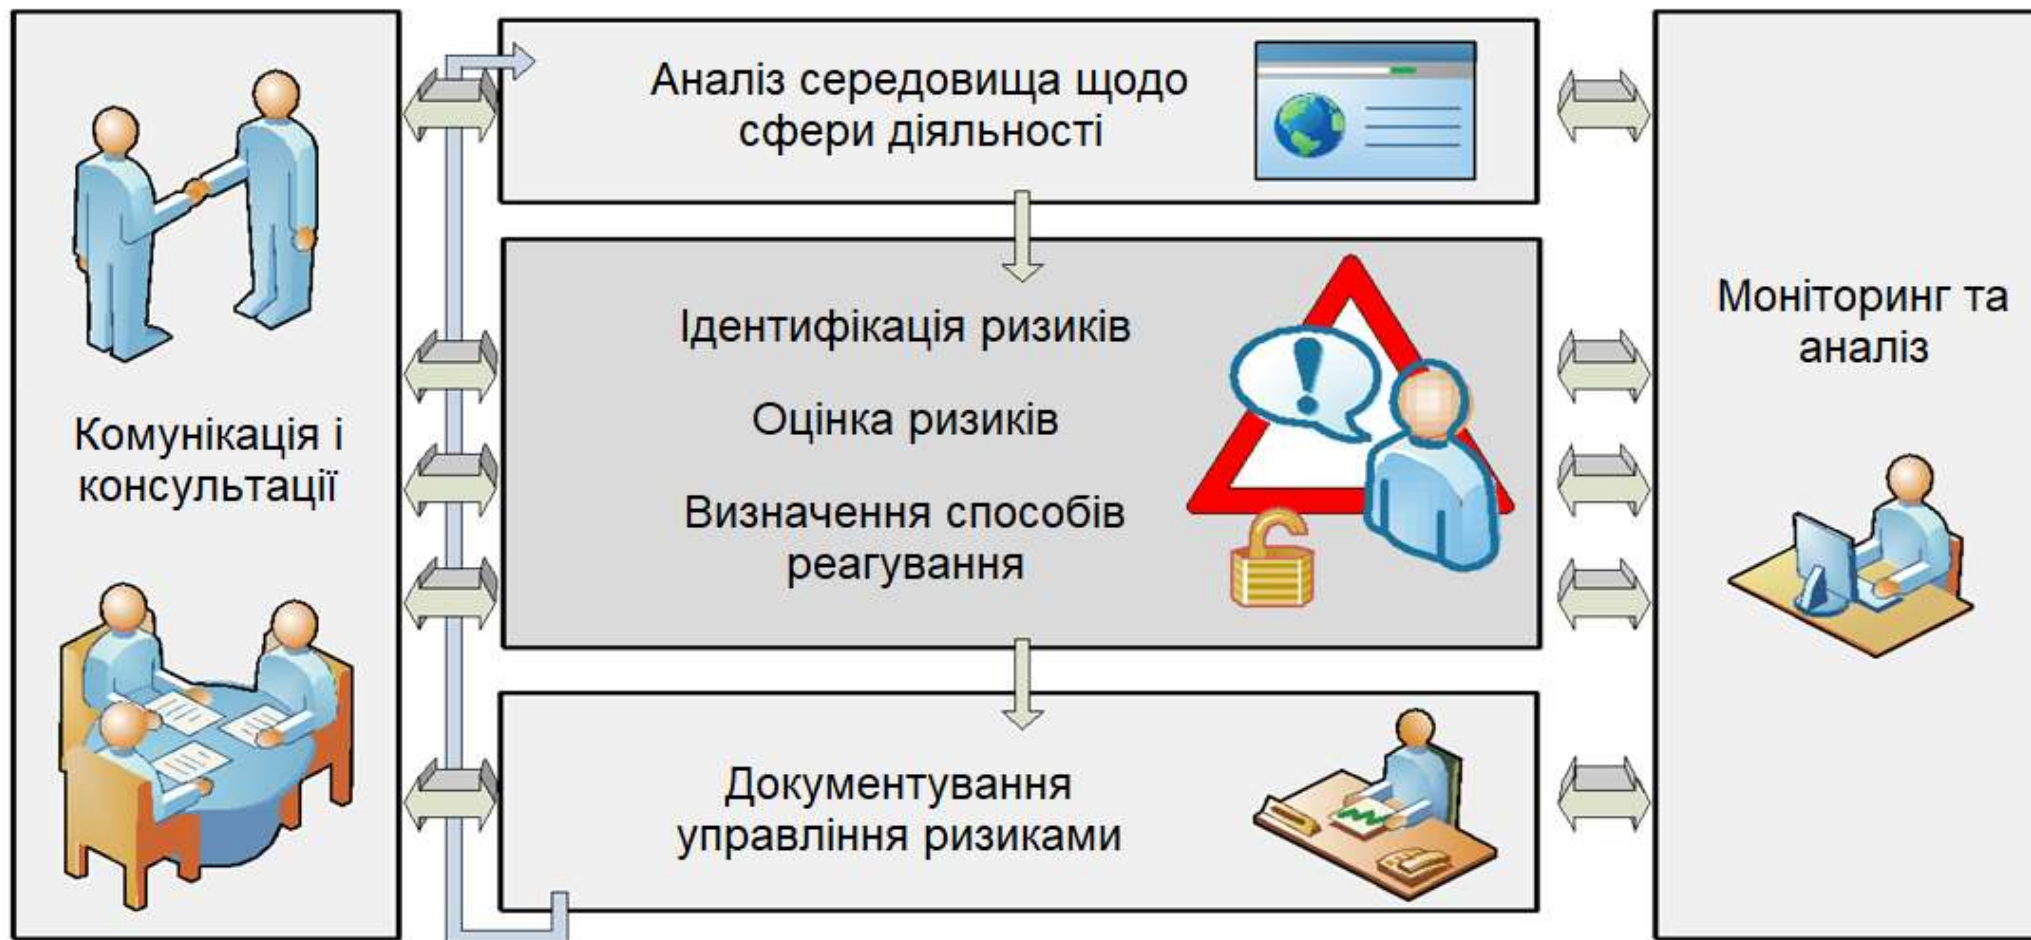 Комунікація і
консультації
Аналіз середовища щодо
сфери діяльності
Ідентифікація ризиків
Оцінка ризиків
Визначення способів
реагування
Документування
управління ризиками
Моніторинг та
аналіз